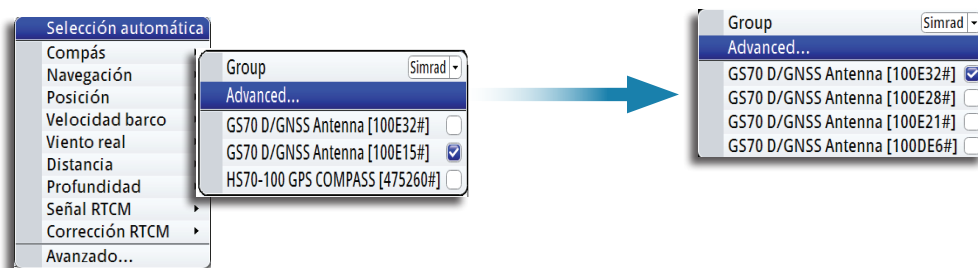 Selección automática
Compás
Navegación
Posición
Velocidad barco
Viento real
Distancia
Profundidad
Señal RTCM
Corrección RTCM
Avanzado...
Group Simrad
Advanced...
GS70 D/GNSS Antenna [100E32#]
GS70 D/GNSS Antenna [100E15#]
HS70-100 GPS COMPASS [475260#]
Group Simrad
Advanced...
GS70 D/GNSS Antenna [100E32#]
GS70 D/GNSS Antenna [100E28#]
GS70 D/GNSS Antenna [100E21#]
GS70 D/GNSS Antenna [100DE6#]